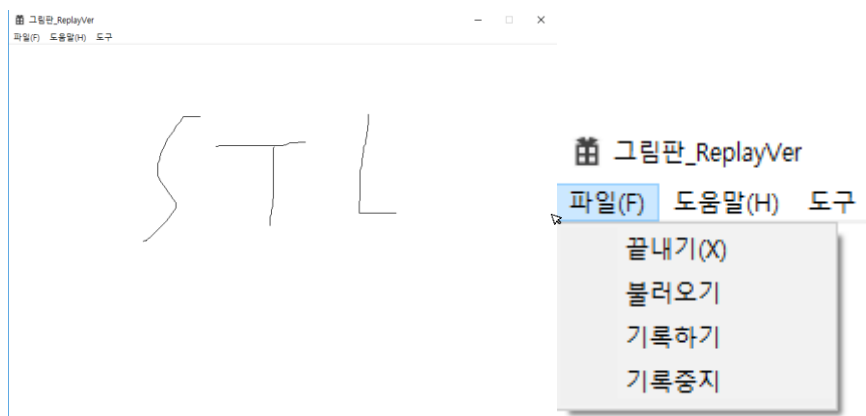 그림판_ReplayVer
파일(F) 도움말(H) 도구
STL
그림판_ReplayVer
파일(F) 도움말(H) 도구
끝내기(X)
불러오기
기록하기
기록중지